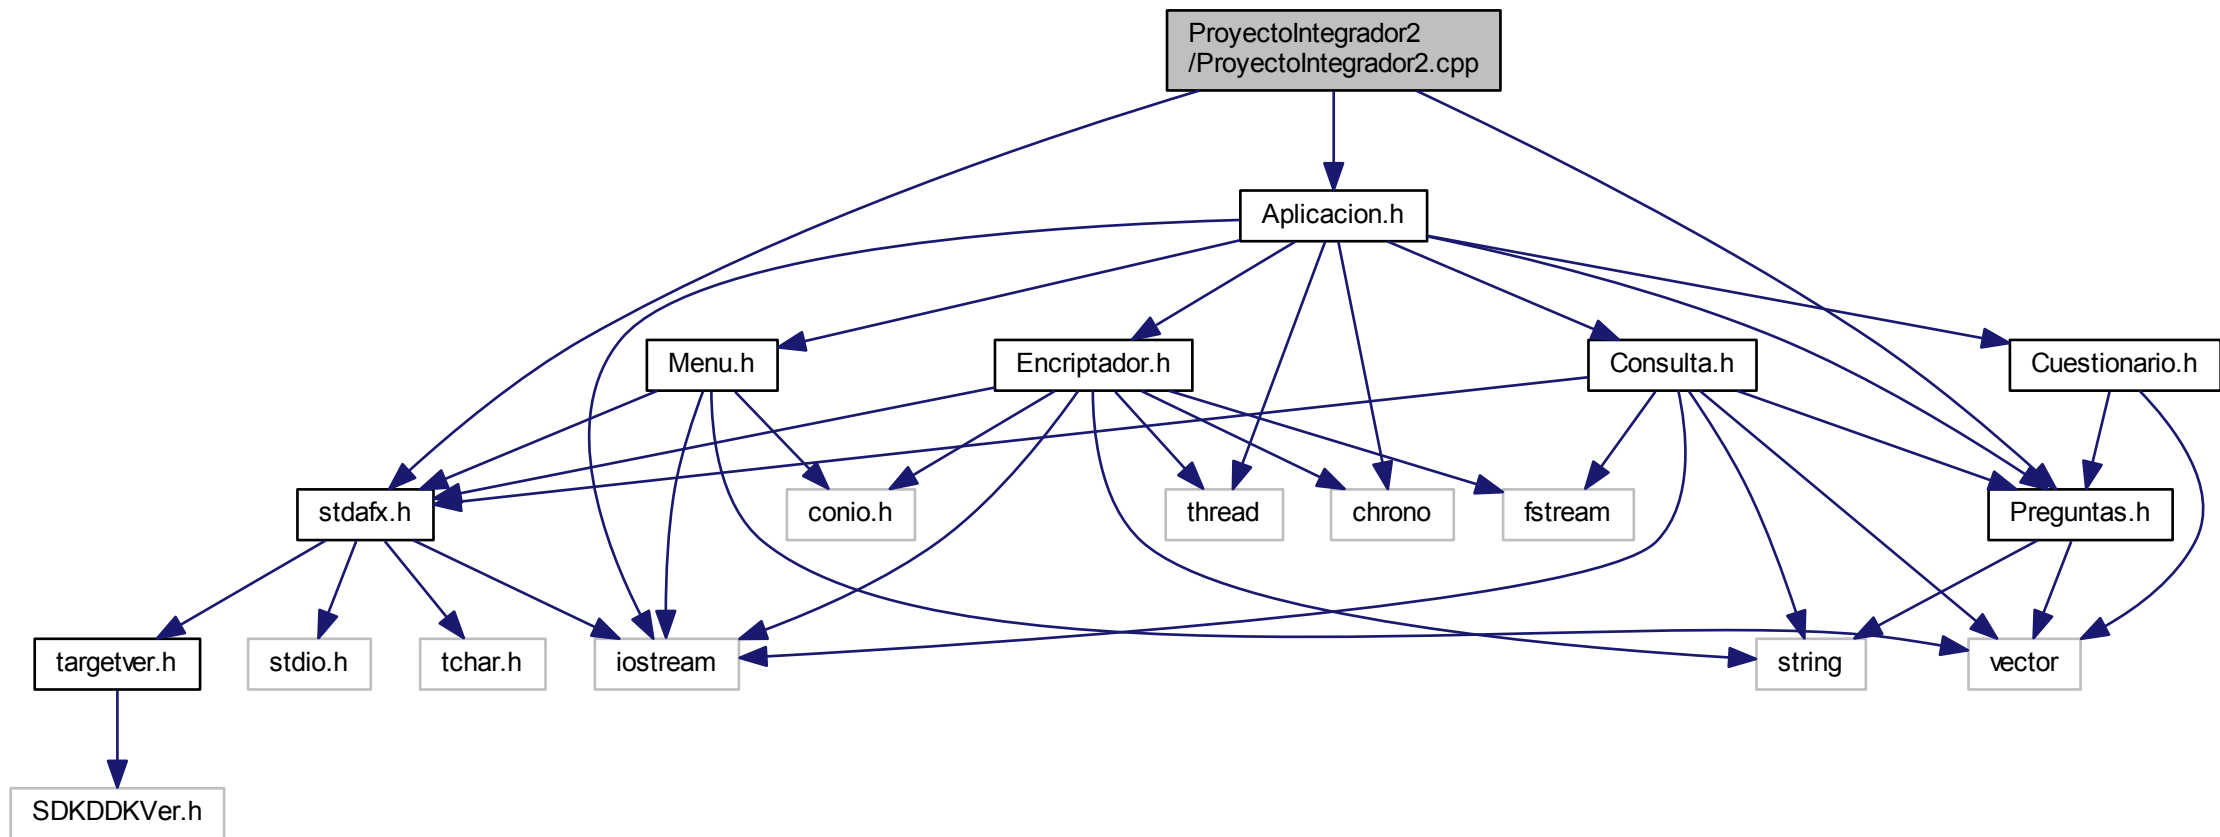 ProyectoIntegrador2
/ProyectoIntegrador2.cpp
Aplicacion.h
Menu.h
Encriptador.h
Consulta.h
Cuestionario.h
stdafx.h
conio.h
thread
chrono
fstream
Preguntas.h
targetver.h
stdio.h
tchar.h
iostream
string
vector
SDKDDKVer.h